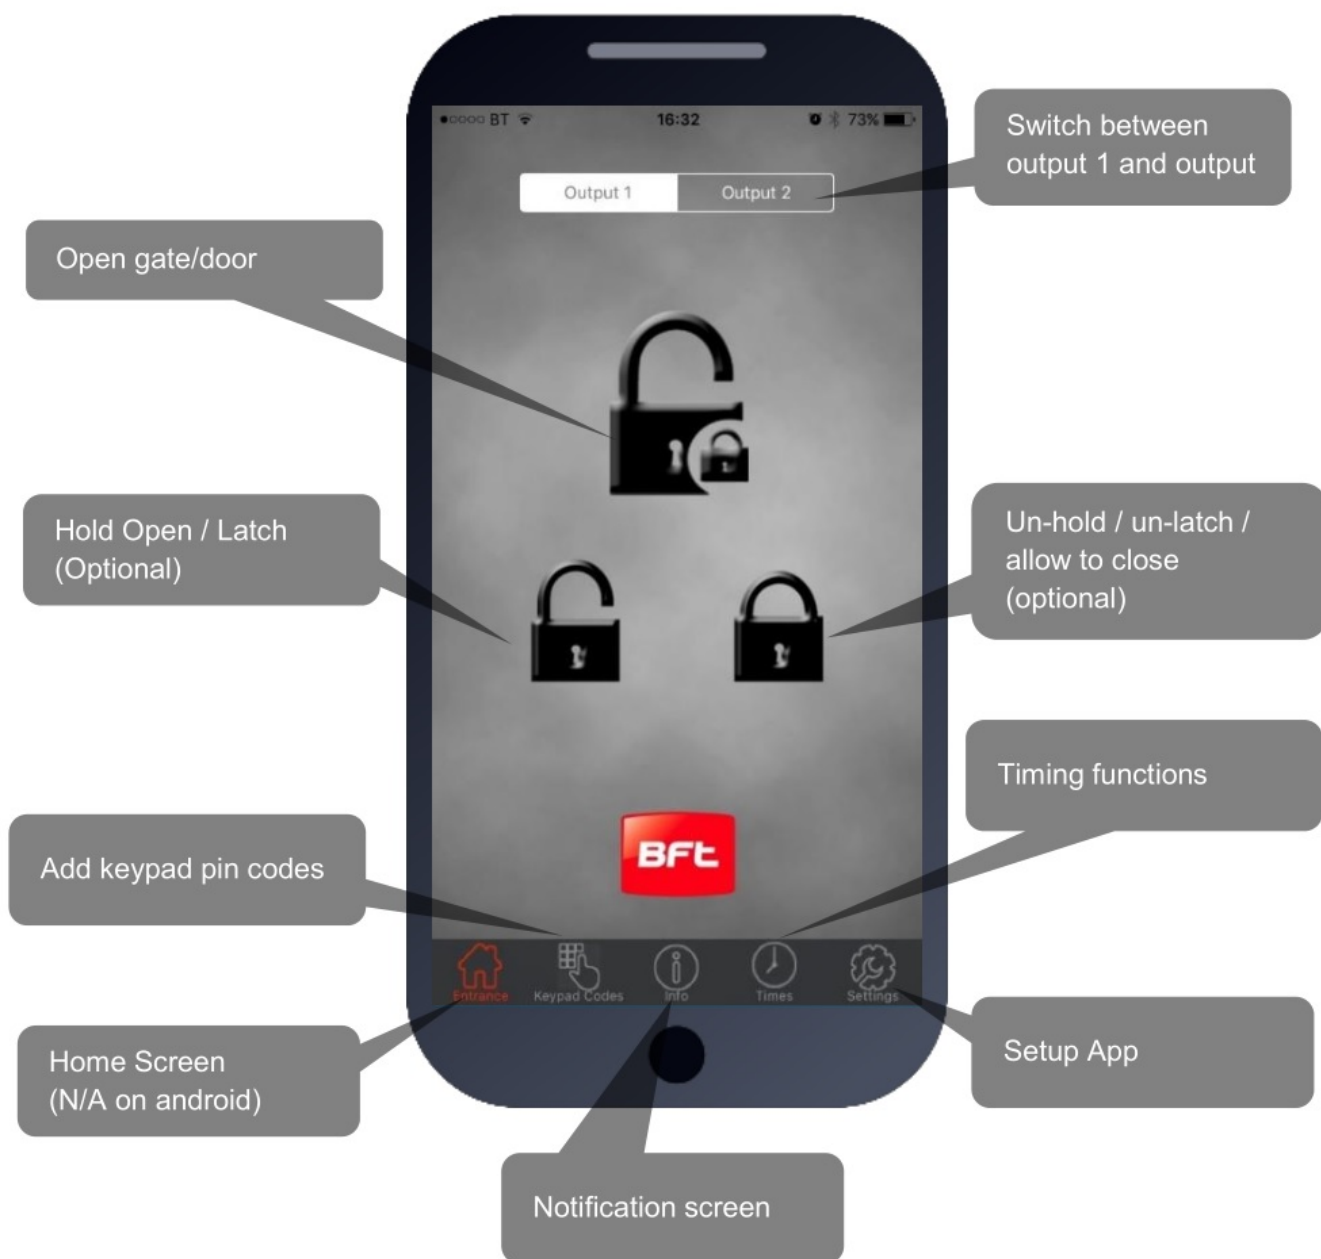 BT 16:32 73%
Switch between
output 1 and output
Output 1 Output 2
Open gate/door
Hold Open / Latch
(Optional)
Un-hold / un-latch /
allow to close
(optional)
Timing functions
BFt
Add keypad pin codes
Entrance Keypad Codes Info Times Settings
Home Screen
(N/A on android)
Setup App
Notification screen